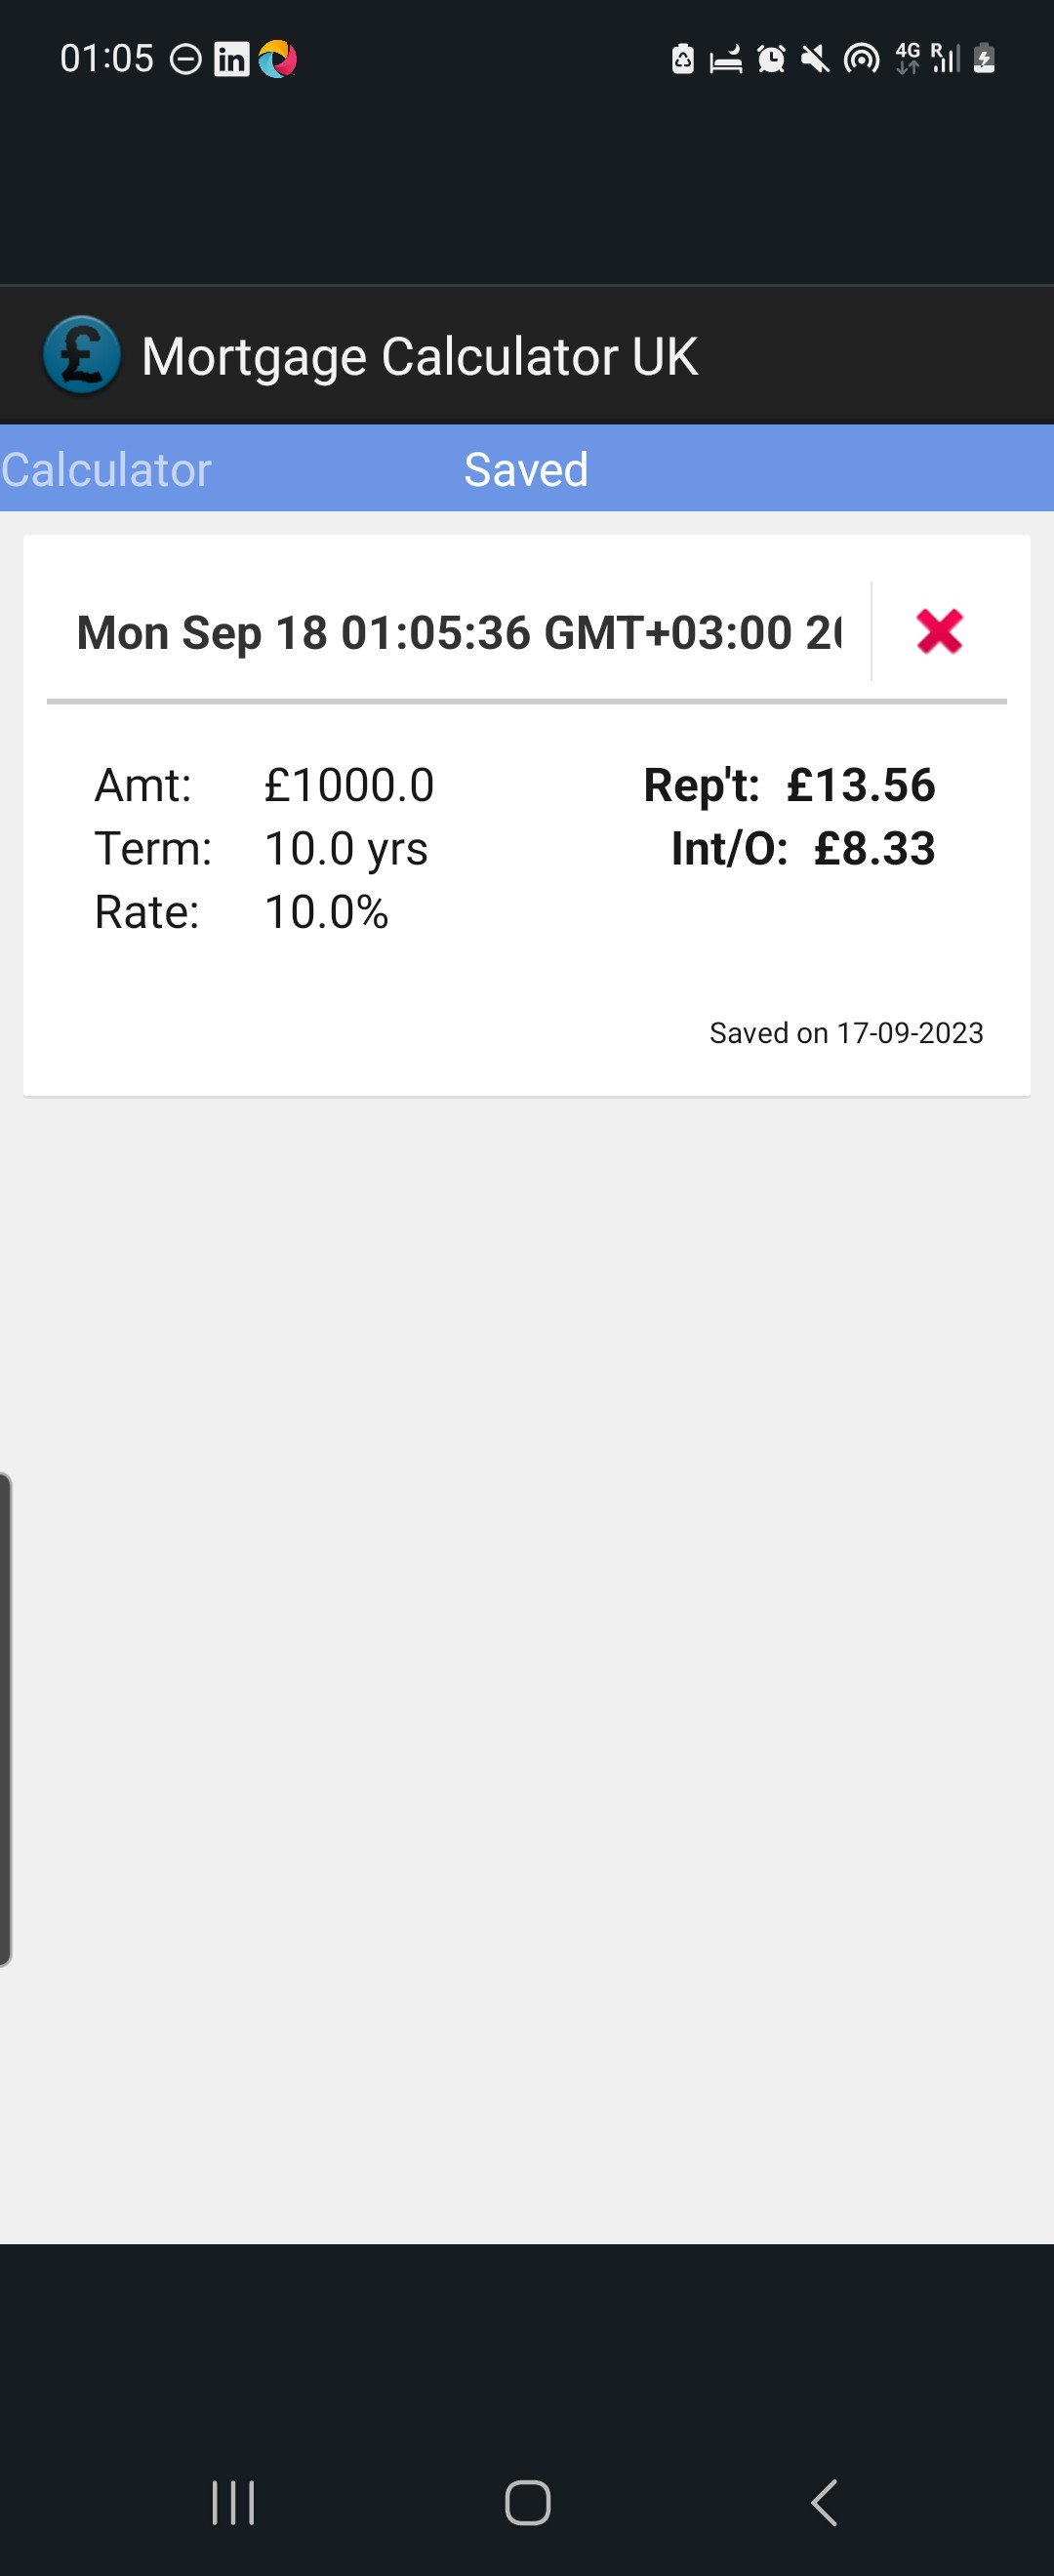 01:05
4G R
Mortgage Calculator UK
Calculator Saved
Mon Sep 18 01:05:36 GMT+03:00
Amt: £1000.0 Rep't: £13.56
Term: 10.0 yrs Int/O: £8.33
Rate: 10.0%
Saved on 17-09-2023